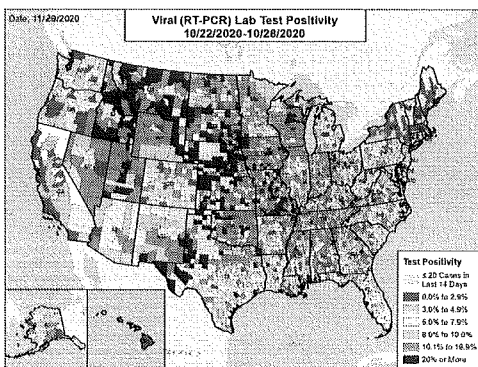 Date: 11/29/2020
Viral (RT-PCR) Lab Test Positivity
10/22/2020-10/28/2020
Test Positivity
≤ 20 Cases in
Last 14 Days
0.0% to 2.9%
3.0% to 4.9%
5.0% to 7.9%
8.0% to 10.0%
10.1% to 19.9%
20% or More